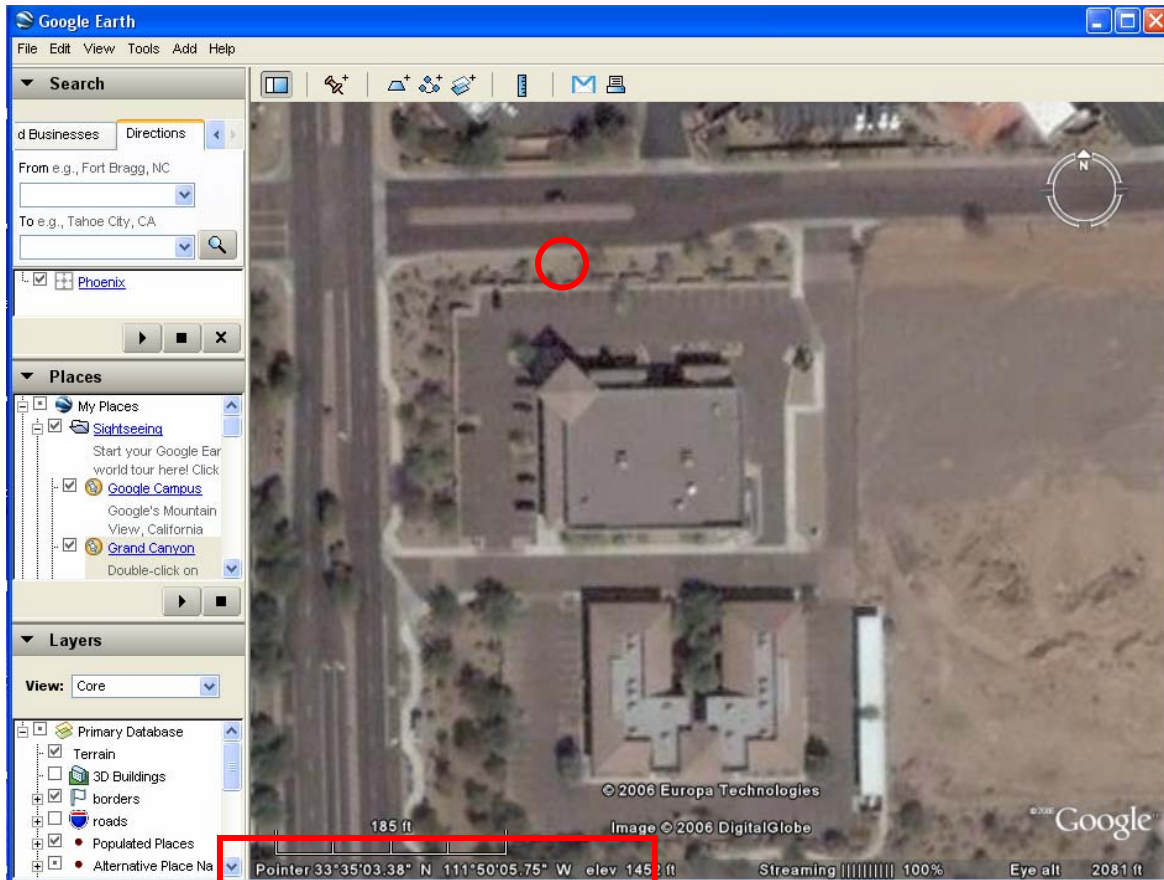 Google Earth
File Edit View Tools Add Help
Search
d Businesses Directions
From e.g., Fort Bragg, NC
To e.g., Tahoe City, CA
Phoenix
Places
My Places
Sightseeing
Start your Google Ear
world tour here! Click
Google Campus
Google's Mountain
View, California
Grand Canyon
Double-click on
Layers
View: Core
Primary Database
Terrain
3D Buildings
borders
roads
Populated Places
Alternative Place Na
N
© 2006 Europa Technologies
185 ft
Image © 2006 DigitalGlobe
©2006 Google
Pointer 33°35'03.38" N 111°50'05.75" W elev 1452 ft Streaming |||||||||| 100% Eye alt 2081 ft